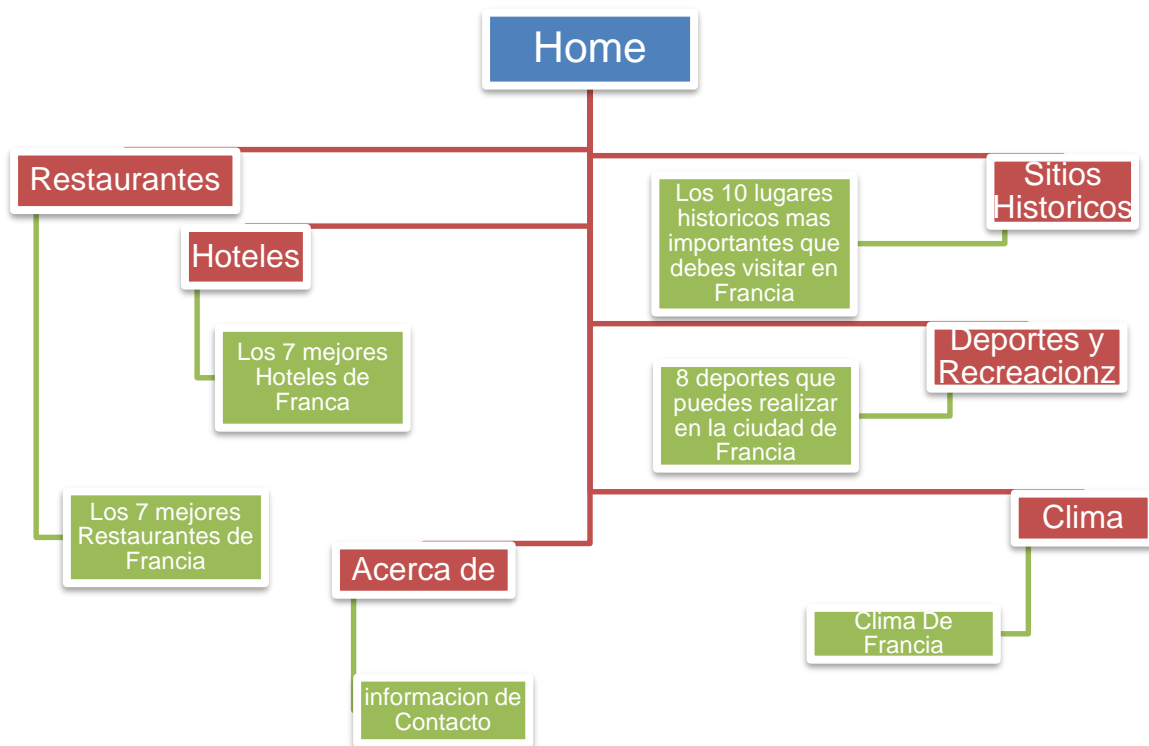 Home
Restaurantes
Sitios
Historicos
Los 10 lugares
historicos mas
importantes que
debes visitar en
Francia
Hoteles
Los 7 mejores
Hoteles de
Franca
Deportes y
Recreacionz
8 deportes que
puedes realizar
en la ciudad de
Francia
Los 7 mejores
Restaurantes de
Francia
Clima
Acerca de
Clima De
Francia
informacion de
Contacto